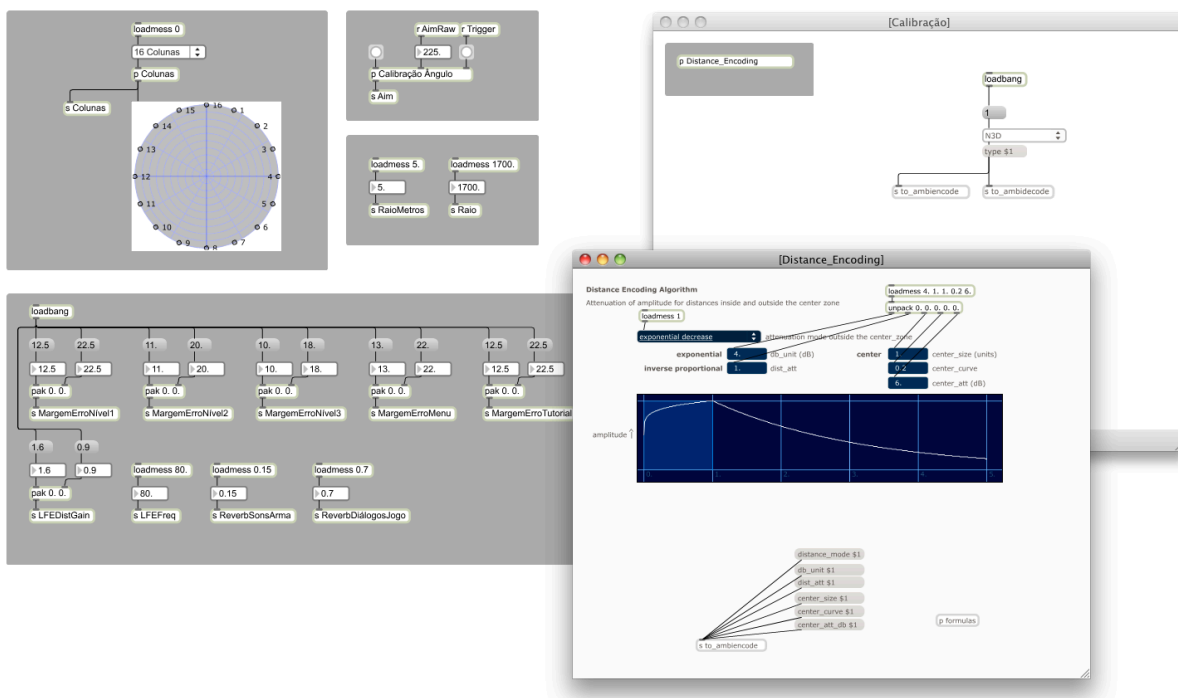 loadmess 0
16 Colunas
p Colunas
s Colunas
16
15
1
14
2
13
3
12
4
11
5
10
6
9
7
8
r AimRaw
r Trigger
225.
p Calibração Ângulo
s Aim
loadmess 5.
loadmess 1700.
5.
1700.
s RaioMetros
s Raio
[Calibração]
p Distance_Encoding
loadbang
1
N3D
type $1
s to_ambiencode
s to_ambidecode
loadbang
12.5 22.5 11. 20. 10. 18. 13. 22. 12.5 22.5
12.5 22.5 11. 20. 10. 18. 13. 22. 12.5 22.5
pak 0. 0. pak 0. 0. pak 0. 0. pak 0. 0. pak 0. 0.
s MargemErroNível1 s MargemErroNível2 s MargemErroNível3 s MargemErroMenu s MargemErroTutorial
1.6 0.9
loadmess 80. loadmess 0.15 loadmess 0.7
1.6 0.9 80. 0.15 0.7
pak 0. 0.
s LFEDistGain s LFEFreq s ReverbSonsArma s ReverbDiálogosJogo
[Distance_Encoding]
Distance Encoding Algorithm
Attenuation of amplitude for distances inside and outside the center zone
loadmess 4. 1. 1. 0.2 6.
unpack 0. 0. 0. 0. 0.
loadmess 1
exponential decrease
attenuation mode outside the center_zone
exponential 4. db_unit (dB)
inverse proportional 1. dist_att
center 1. center_size (units)
0.2 center_curve
6. center_att (dB)
amplitude
0. 1. 2. 3. 4. 5.
distance_mode $1
db_unit $1
dist_att $1
center_size $1
center_curve $1
center_att_db $1
p formulas
s to_ambiencode